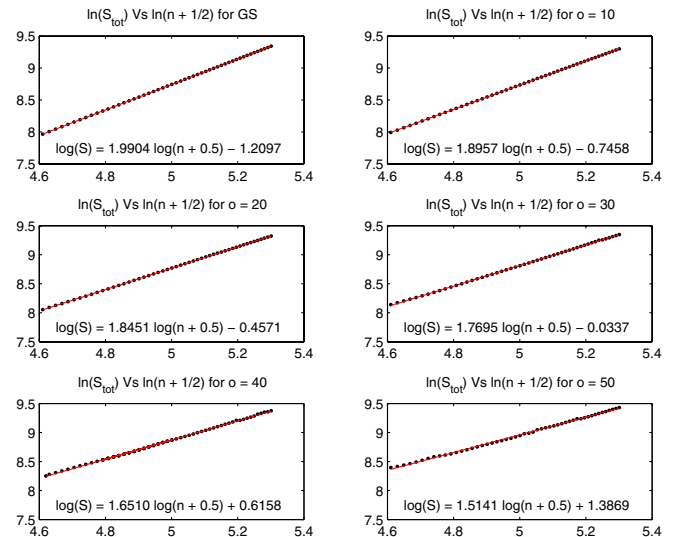 ln(S_tot) Vs ln(n + 1/2) for GS
9.5
9
8.5
8
7.5
4.6 4.8 5 5.2 5.4
log(S) = 1.9904 log(n + 0.5) − 1.2097
ln(S_tot) Vs ln(n + 1/2) for o = 10
9.5
9
8.5
8
7.5
4.6 4.8 5 5.2 5.4
log(S) = 1.8957 log(n + 0.5) − 0.7458
ln(S_tot) Vs ln(n + 1/2) for o = 20
9.5
9
8.5
8
7.5
4.6 4.8 5 5.2 5.4
log(S) = 1.8451 log(n + 0.5) − 0.4571
ln(S_tot) Vs ln(n + 1/2) for o = 30
9.5
9
8.5
8
7.5
4.6 4.8 5 5.2 5.4
log(S) = 1.7695 log(n + 0.5) − 0.0337
ln(S_tot) Vs ln(n + 1/2) for o = 40
9.5
9
8.5
8
7.5
4.6 4.8 5 5.2 5.4
log(S) = 1.6510 log(n + 0.5) + 0.6158
ln(S_tot) Vs ln(n + 1/2) for o = 50
9.5
9
8.5
8
7.5
4.6 4.8 5 5.2 5.4
log(S) = 1.5141 log(n + 0.5) + 1.3869